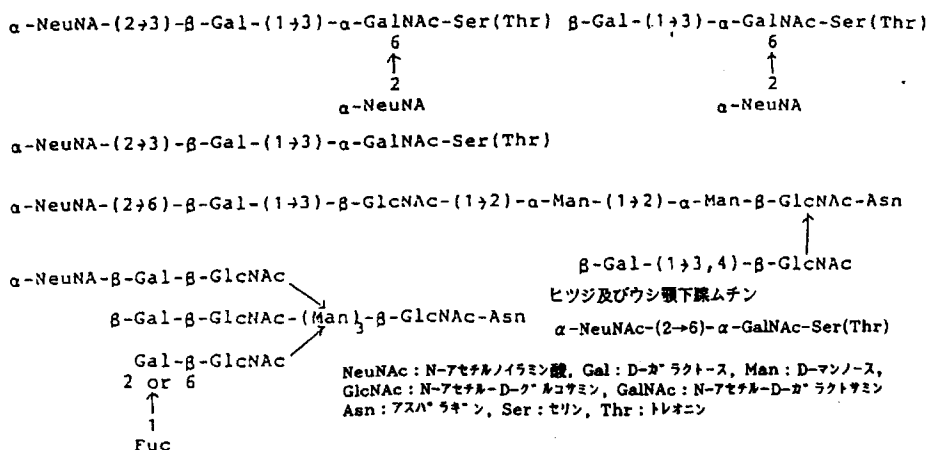 α-NeuNA-(2→3)-β-Gal-(1→3)-α-GalNAc-Ser(Thr) β-Gal-(1→3)-α-GalNAc-Ser(Thr)
6 6
↑ ↑
2 2
α-NeuNA α-NeuNA
α-NeuNA-(2→3)-β-Gal-(1→3)-α-GalNAc-Ser(Thr)
α-NeuNA-(2→6)-β-Gal-(1→3)-β-GlcNAc-(1→2)-α-Man-(1→2)-α-Man-β-GlcNAc-Asn
β-Gal-(1→3,4)-β-GlcNAc
α-NeuNA-β-Gal-β-GlcNAc
β-Gal-β-GlcNAc-(Man)3-β-GlcNAc-Asn
Gal-β-GlcNAc
2 or 6
↑
1
Fuc
ヒツジ及びウシ顎下腺ムチン
α-NeuNAc-(2→6)-α-GalNAc-Ser(Thr)
NeuNAc:N-アセチルノイラミン酸, Gal:D-ガラクトース, Man:D-マンノース,
GlcNAc:N-アセチル-D-グルコサミン, GalNAc:N-アセチル-D-ガラクトサミン
Asn:アスパラギン, Ser:セリン, Thr:トレオニン